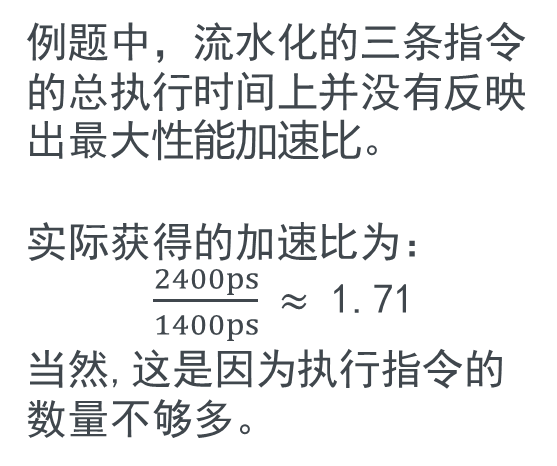 例题中，流水化的三条指令
的总执行时间上并没有反映
出最大性能加速比。
实际获得的加速比为：
2400ps
≈ 1.71
1400ps
当然,这是因为执行指令的
数量不够多。